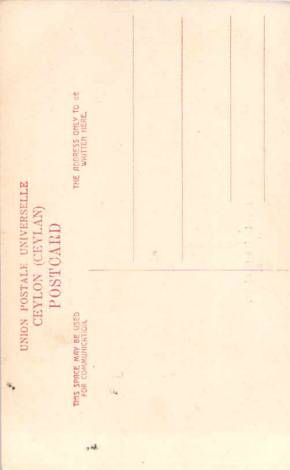 UNION POSTALE UNIVERSELLE
CEYLON (CEYLAN)
POSTCARD
THIS SPACE MAY BE USED
FOR COMMUNICATION.
THE ADDRESS ONLY TO BE
WRITTEN HERE.